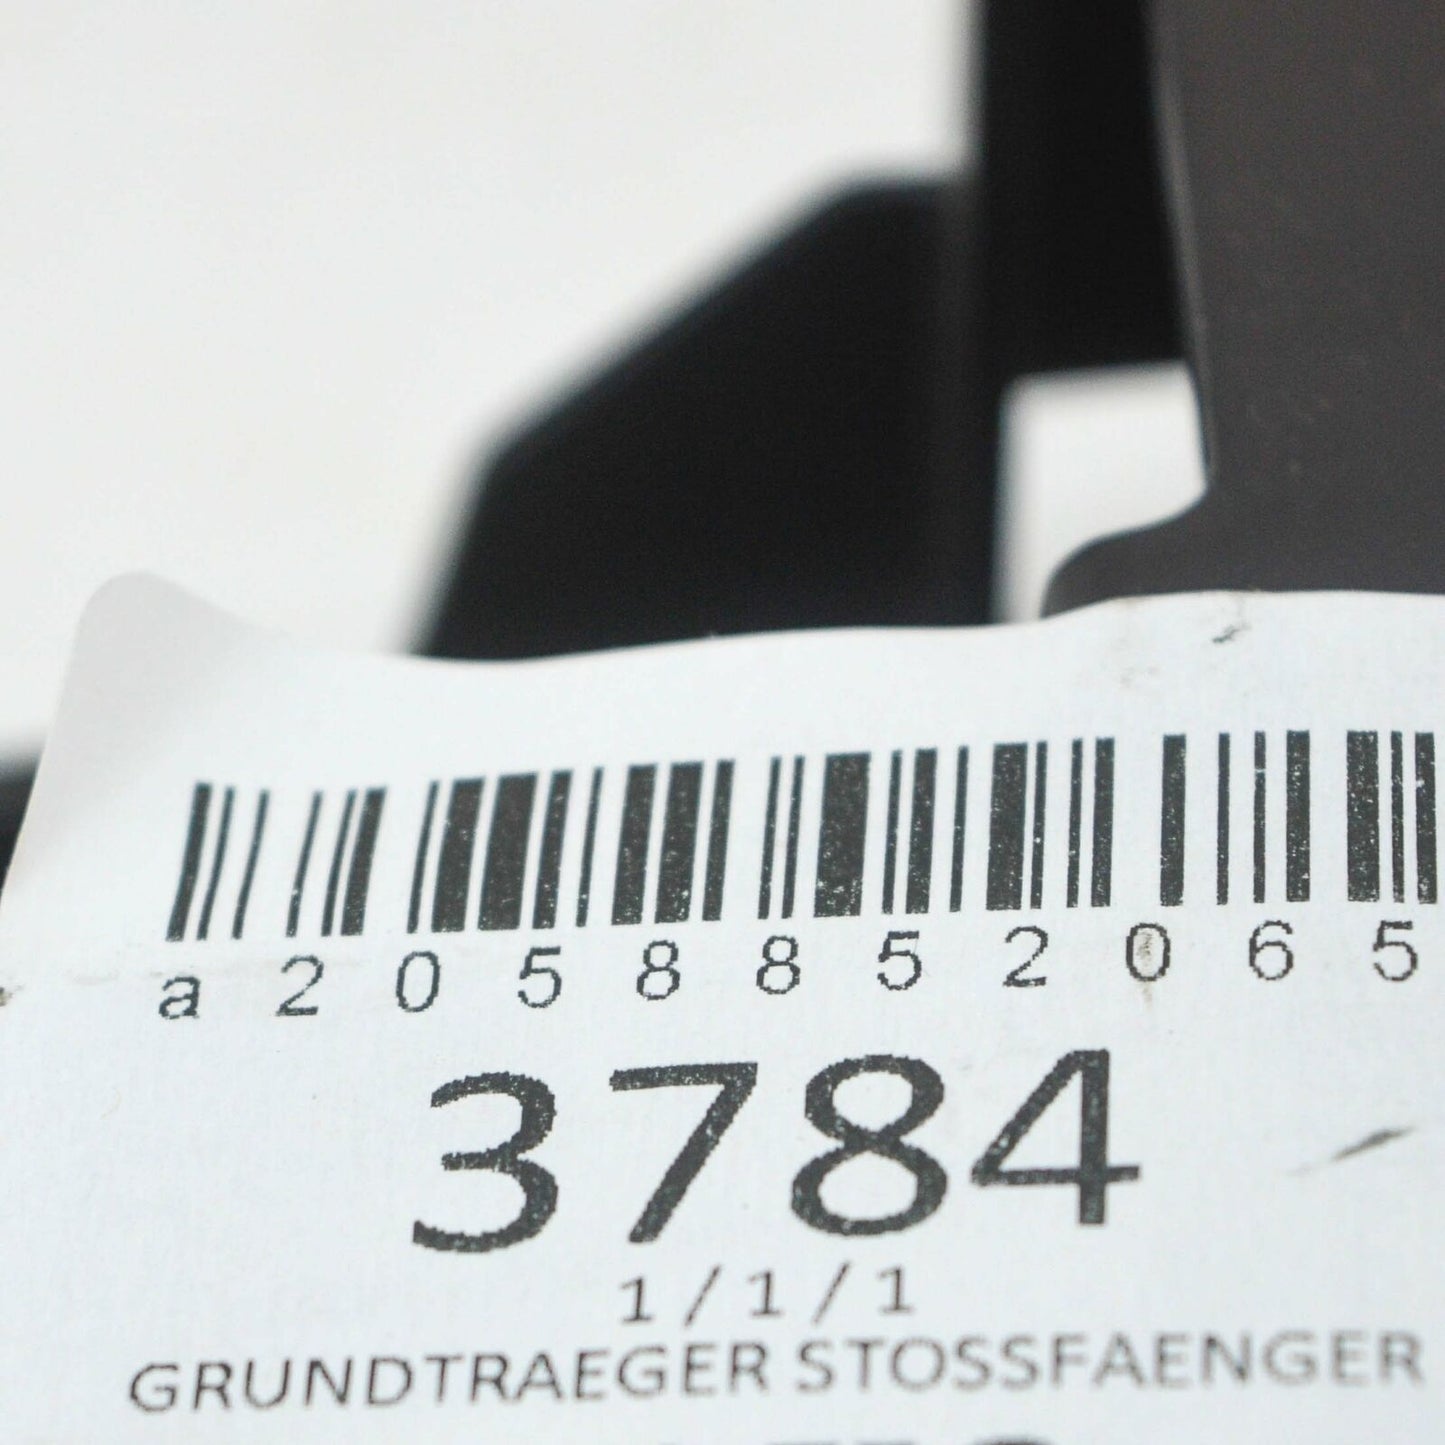 a2058852065
3784
1/1/1
GRUNDTRAEGER STOSSFAENGER